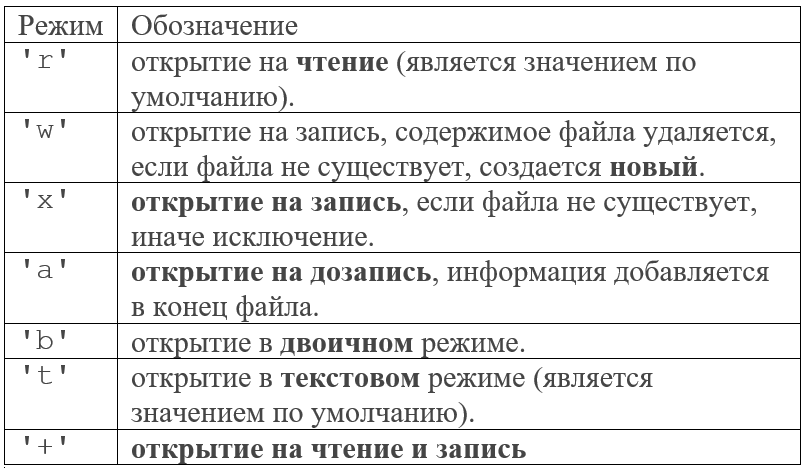 Режим Обозначение
'r' открытие на чтение (является значением по
умолчанию).
'w' открытие на запись, содержимое файла удаляется,
если файла не существует, создается новый.
'x' открытие на запись, если файла не существует,
иначе исключение.
'a' открытие на дозапись, информация добавляется
в конец файла.
'b' открытие в двоичном режиме.
't' открытие в текстовом режиме (является
значением по умолчанию).
'+' открытие на чтение и запись